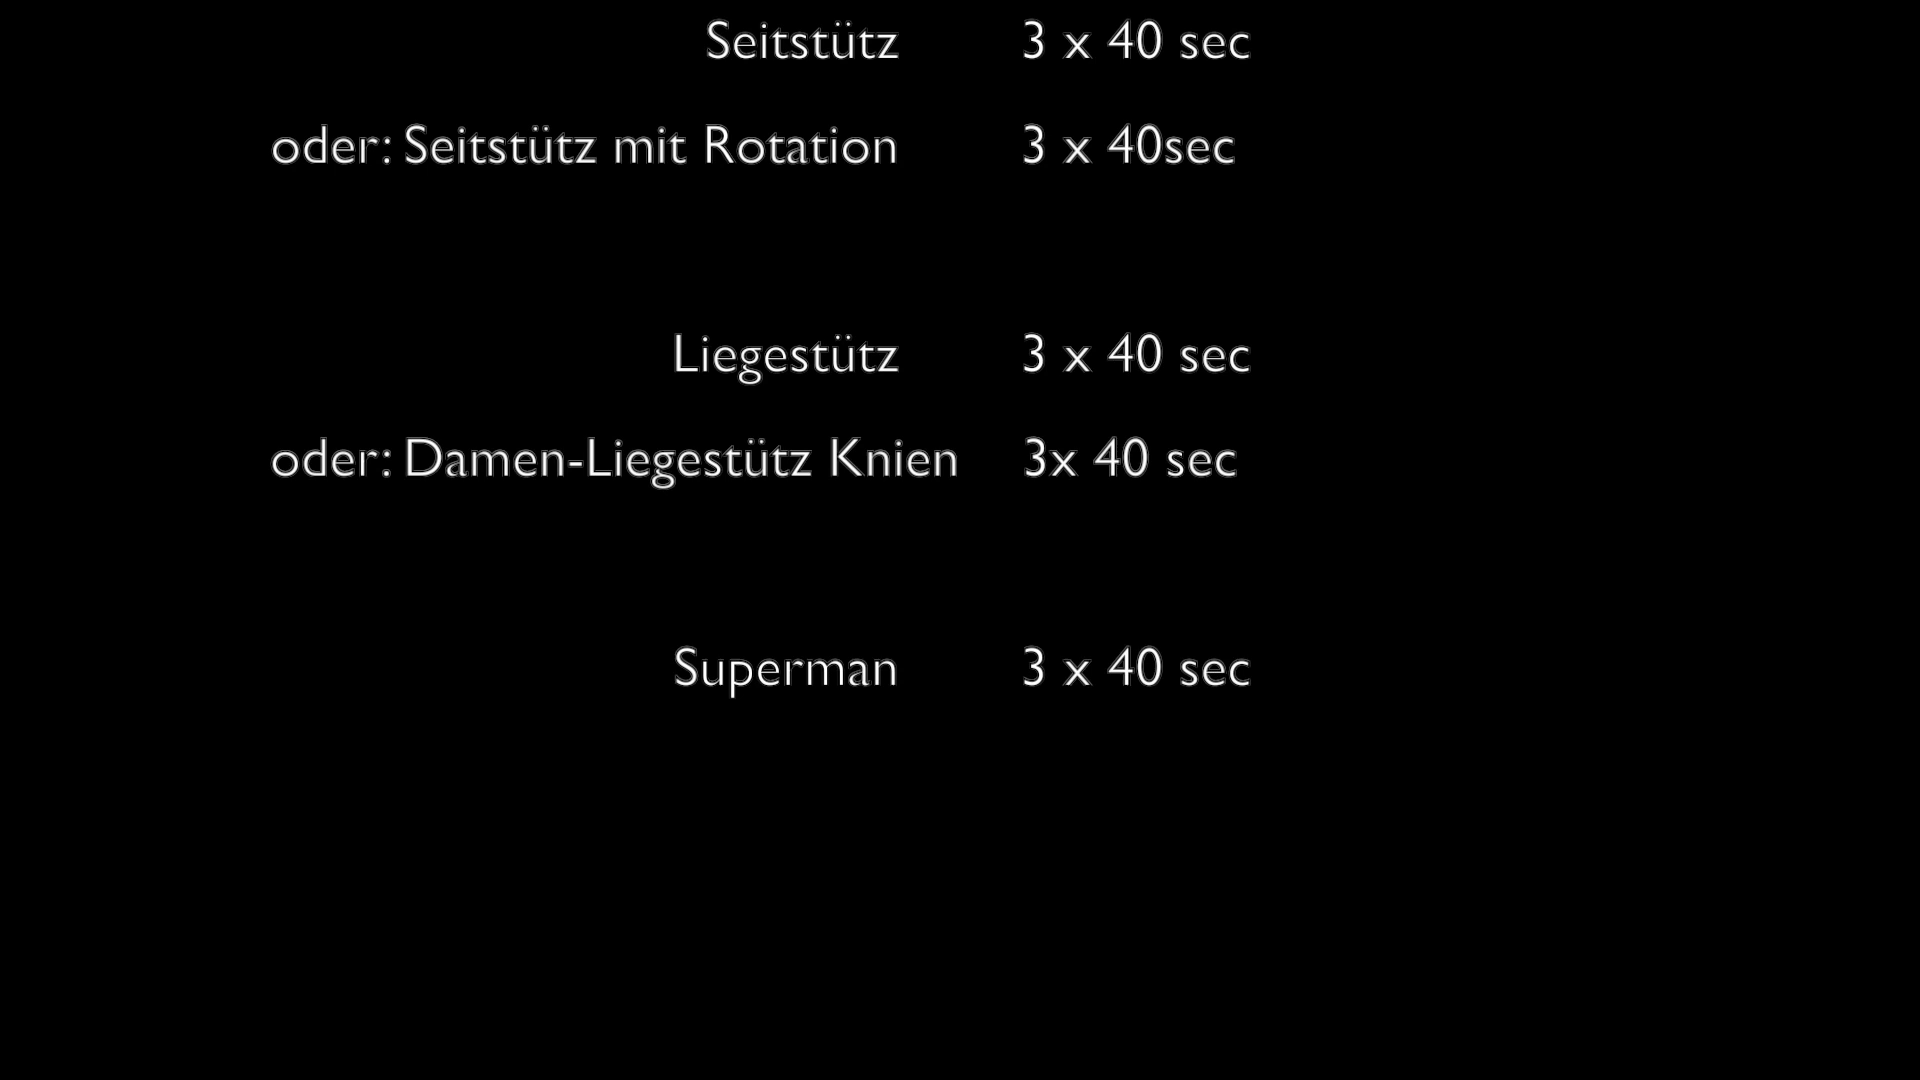 Seitstütz 3 x 40 sec
oder: Seitstütz mit Rotation 3 x 40sec
Liegestütz 3 x 40 sec
oder: Damen-Liegestütz Knien 3x 40 sec
Superman 3 x 40 sec